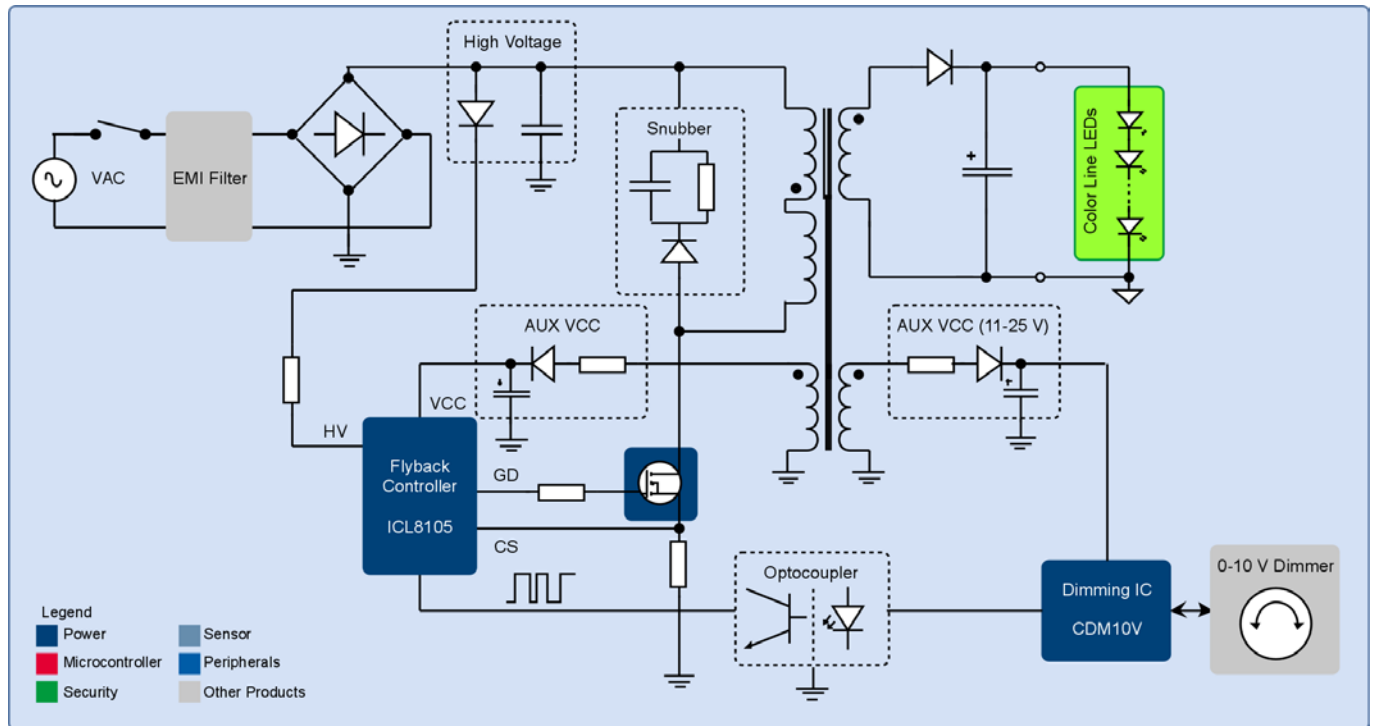 High Voltage
VAC
EMI Filter
Snubber
Color Line LEDs
AUX VCC
AUX VCC (11-25 V)
VCC
HV
Flyback
Controller
ICL8105
GD
CS
Optocoupler
Dimming IC
CDM10V
0-10 V Dimmer
Legend
Power
Sensor
Microcontroller
Peripherals
Security
Other Products